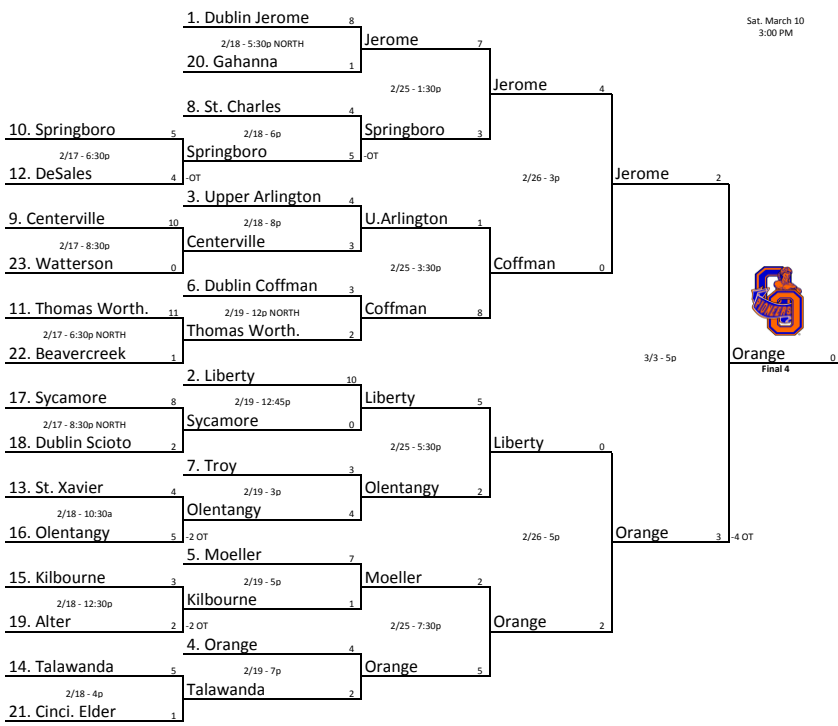 1. Dublin Jerome 8
Sat. March 10
3:00 PM
2/18 - 5:30p NORTH
Jerome 7
20. Gahanna 1
2/25 - 1:30p
Jerome 4
8. St. Charles 4
10. Springboro 5
2/18 - 6p
Springboro 3
2/17 - 6:30p
Springboro 5 -OT
12. DeSales 4 -OT
2/26 - 3p
Jerome 2
3. Upper Arlington 4
9. Centerville 10
2/18 - 8p
U.Arlington 1
2/17 - 8:30p
Centerville 3
23. Watterson 0
2/25 - 3:30p
Coffman 0
6. Dublin Coffman 3
11. Thomas Worth. 11
2/19 - 12p NORTH
Coffman 8
2/17 - 6:30p NORTH
Thomas Worth. 2
22. Beavercreek 1
3/3 - 5p
PIONEERS
Orange 0
Final 4
2. Liberty 10
17. Sycamore 8
2/19 - 12:45p
Liberty 5
2/17 - 8:30p NORTH
Sycamore 0
18. Dublin Scioto 2
2/25 - 5:30p
Liberty 0
7. Troy 3
13. St. Xavier 4
2/19 - 3p
Olentangy 2
2/18 - 10:30a
Olentangy 4
16. Olentangy 5 -2 OT
2/26 - 5p
Orange 3 -4 OT
5. Moeller 7
15. Kilbourne 3
2/19 - 5p
Moeller 2
2/18 - 12:30p
Kilbourne 1
19. Alter 2 -2 OT
2/25 - 7:30p
Orange 2
4. Orange 4
14. Talawanda 5
2/19 - 7p
Orange 5
2/18 - 4p
Talawanda 2
21. Cinci. Elder 1